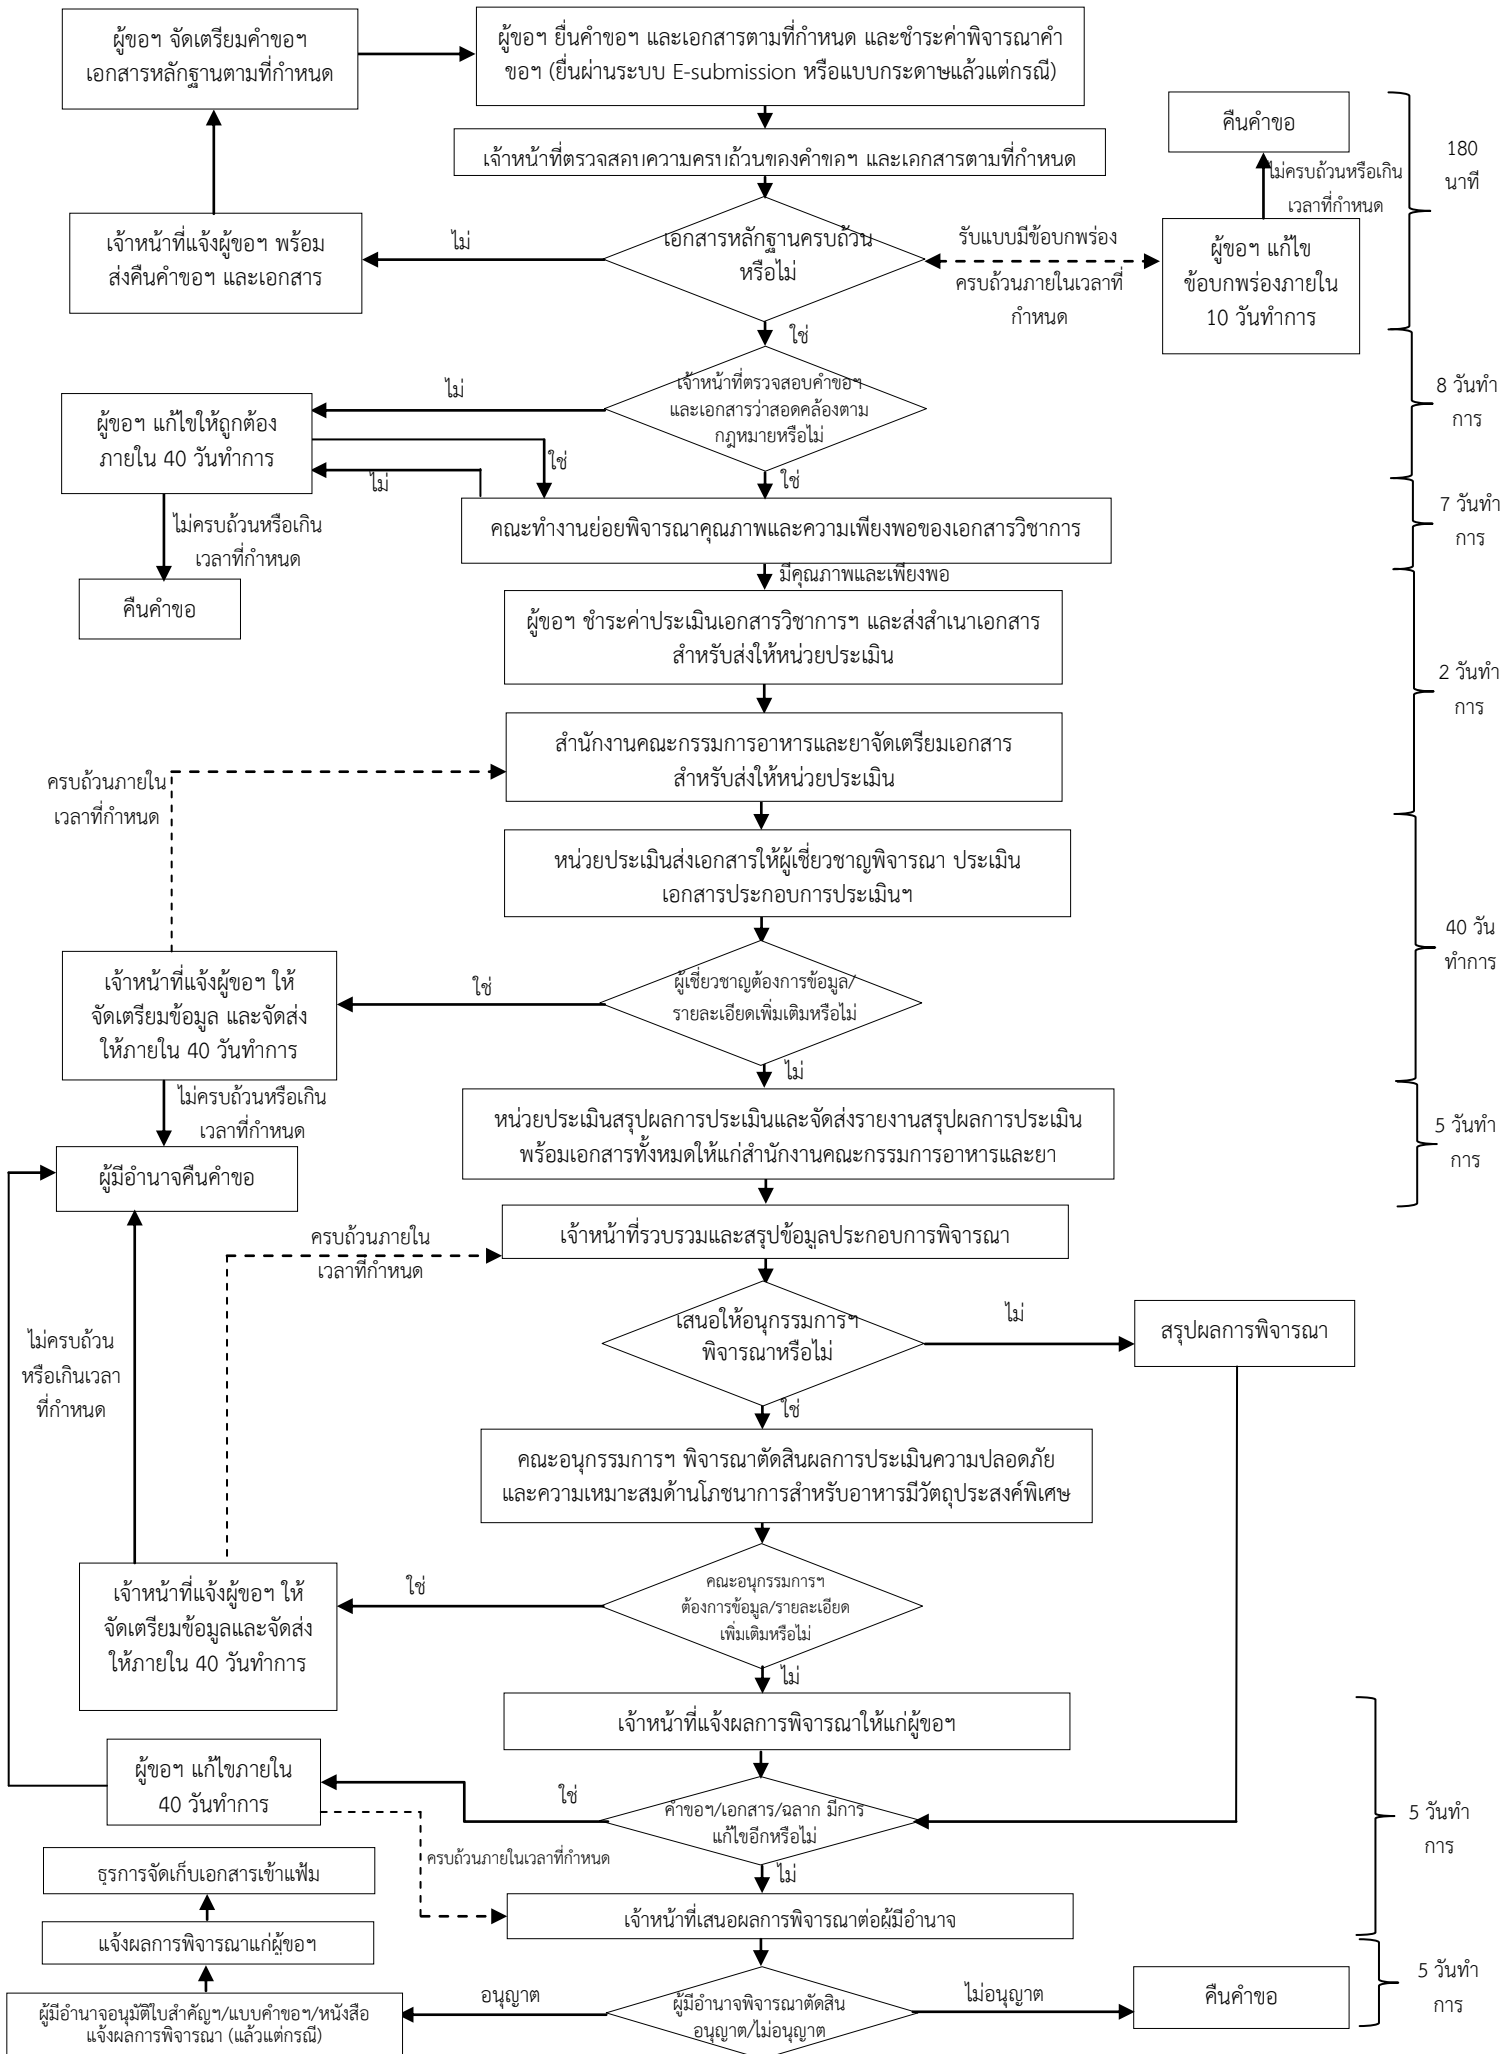 ผู้ขอฯ จัดเตรียมคำขอฯ
เอกสารหลักฐานตามที่กำหนด
ผู้ขอฯ ยื่นคำขอฯ และเอกสารตามที่กำหนด และชำระค่าพิจารณาคำ
ขอฯ (ยื่นผ่านระบบ E-submission หรือแบบกระดาษแล้วแต่กรณี)
เจ้าหน้าที่ตรวจสอบความครบถ้วนของคำขอฯ และเอกสารตามที่กำหนด
คืนคำขอ
180
นาที
ไม่ครบถ้วนหรือเกิน
เวลาที่กำหนด
เจ้าหน้าที่แจ้งผู้ขอฯ พร้อม
ส่งคืนคำขอฯ และเอกสาร
ไม่
เอกสารหลักฐานครบถ้วน
หรือไม่
รับแบบมีข้อบกพร่อง
ครบถ้วนภายในเวลาที่
กำหนด
ผู้ขอฯ แก้ไข
ข้อบกพร่องภายใน
10 วันทำการ
ใช่
เจ้าหน้าที่ตรวจสอบคำขอฯ
และเอกสารว่าสอดคล้องตาม
กฎหมายหรือไม่
8 วันทำ
การ
ไม่
ผู้ขอฯ แก้ไขให้ถูกต้อง
ภายใน 40 วันทำการ
ใช่
ไม่
ใช่
7 วันทำ
การ
ไม่ครบถ้วนหรือเกิน
เวลาที่กำหนด
คณะทำงานย่อยพิจารณาคุณภาพและความเพียงพอของเอกสารวิชาการ
มีคุณภาพและเพียงพอ
คืนคำขอ
ผู้ขอฯ ชำระค่าประเมินเอกสารวิชาการฯ และส่งสำเนาเอกสาร
สำหรับส่งให้หน่วยประเมิน
2 วันทำ
การ
สำนักงานคณะกรรมการอาหารและยาจัดเตรียมเอกสาร
สำหรับส่งให้หน่วยประเมิน
ครบถ้วนภายใน
เวลาที่กำหนด
หน่วยประเมินส่งเอกสารให้ผู้เชี่ยวชาญพิจารณา ประเมิน
เอกสารประกอบการประเมินฯ
40 วัน
ทำการ
เจ้าหน้าที่แจ้งผู้ขอฯ ให้
จัดเตรียมข้อมูล และจัดส่ง
ให้ภายใน 40 วันทำการ
ใช่
ผู้เชี่ยวชาญต้องการข้อมูล/
รายละเอียดเพิ่มเติมหรือไม่
ไม่
ไม่ครบถ้วนหรือเกิน
เวลาที่กำหนด
หน่วยประเมินสรุปผลการประเมินและจัดส่งรายงานสรุปผลการประเมิน
พร้อมเอกสารทั้งหมดให้แก่สำนักงานคณะกรรมการอาหารและยา
5 วันทำ
การ
ผู้มีอำนาจคืนคำขอ
ครบถ้วนภายใน
เวลาที่กำหนด
เจ้าหน้าที่รวบรวมและสรุปข้อมูลประกอบการพิจารณา
ไม่ครบถ้วน
หรือเกินเวลา
ที่กำหนด
เสนอให้อนุกรรมการฯ
พิจารณาหรือไม่
ไม่
สรุปผลการพิจารณา
ใช่
คณะอนุกรรมการฯ พิจารณาตัดสินผลการประเมินความปลอดภัย
และความเหมาะสมด้านโภชนาการสำหรับอาหารมีวัตถุประสงค์พิเศษ
เจ้าหน้าที่แจ้งผู้ขอฯ ให้
จัดเตรียมข้อมูลและจัดส่ง
ให้ภายใน 40 วันทำการ
ใช่
คณะอนุกรรมการฯ
ต้องการข้อมูล/รายละเอียด
เพิ่มเติมหรือไม่
ไม่
เจ้าหน้าที่แจ้งผลการพิจารณาให้แก่ผู้ขอฯ
ผู้ขอฯ แก้ไขภายใน
40 วันทำการ
ใช่
คำขอฯ/เอกสาร/ฉลาก มีการ
แก้ไขอีกหรือไม่
5 วันทำ
การ
ครบถ้วนภายในเวลาที่กำหนด
ไม่
ธุรการจัดเก็บเอกสารเข้าแฟ้ม
เจ้าหน้าที่เสนอผลการพิจารณาต่อผู้มีอำนาจ
แจ้งผลการพิจารณาแก่ผู้ขอฯ
ผู้มีอำนาจอนุมัติใบสำคัญฯ/แบบคำขอฯ/หนังสือ
แจ้งผลการพิจารณา (แล้วแต่กรณี)
อนุญาต
ผู้มีอำนาจพิจารณาตัดสิน
อนุญาต/ไม่อนุญาต
ไม่อนุญาต
คืนคำขอ
5 วันทำ
การ